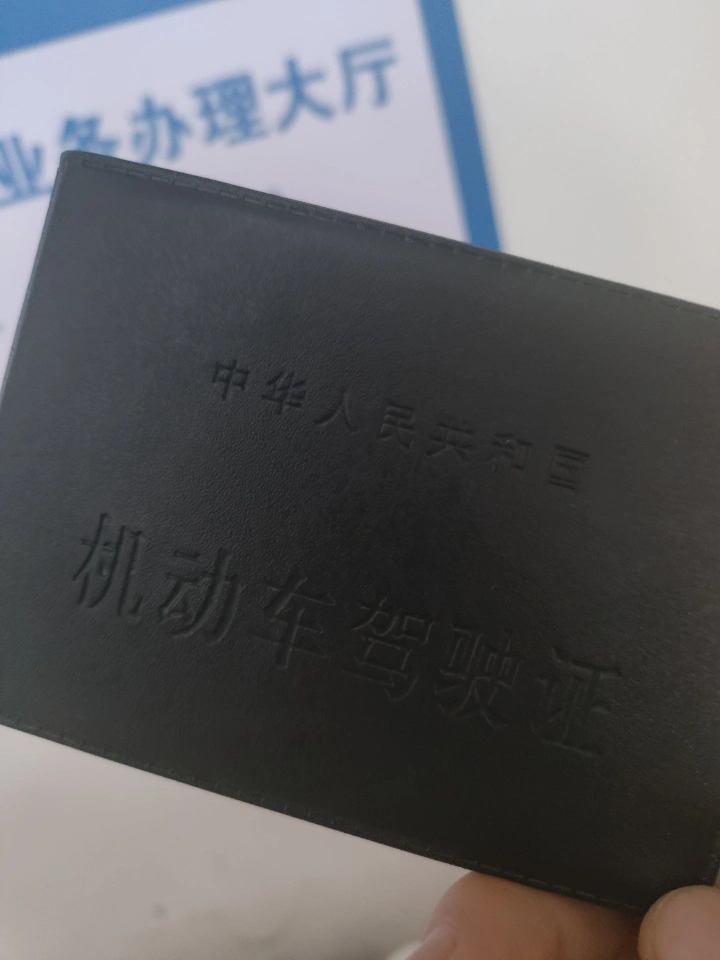 业务办理大厅
中华人民共和国
机动车驾驶证